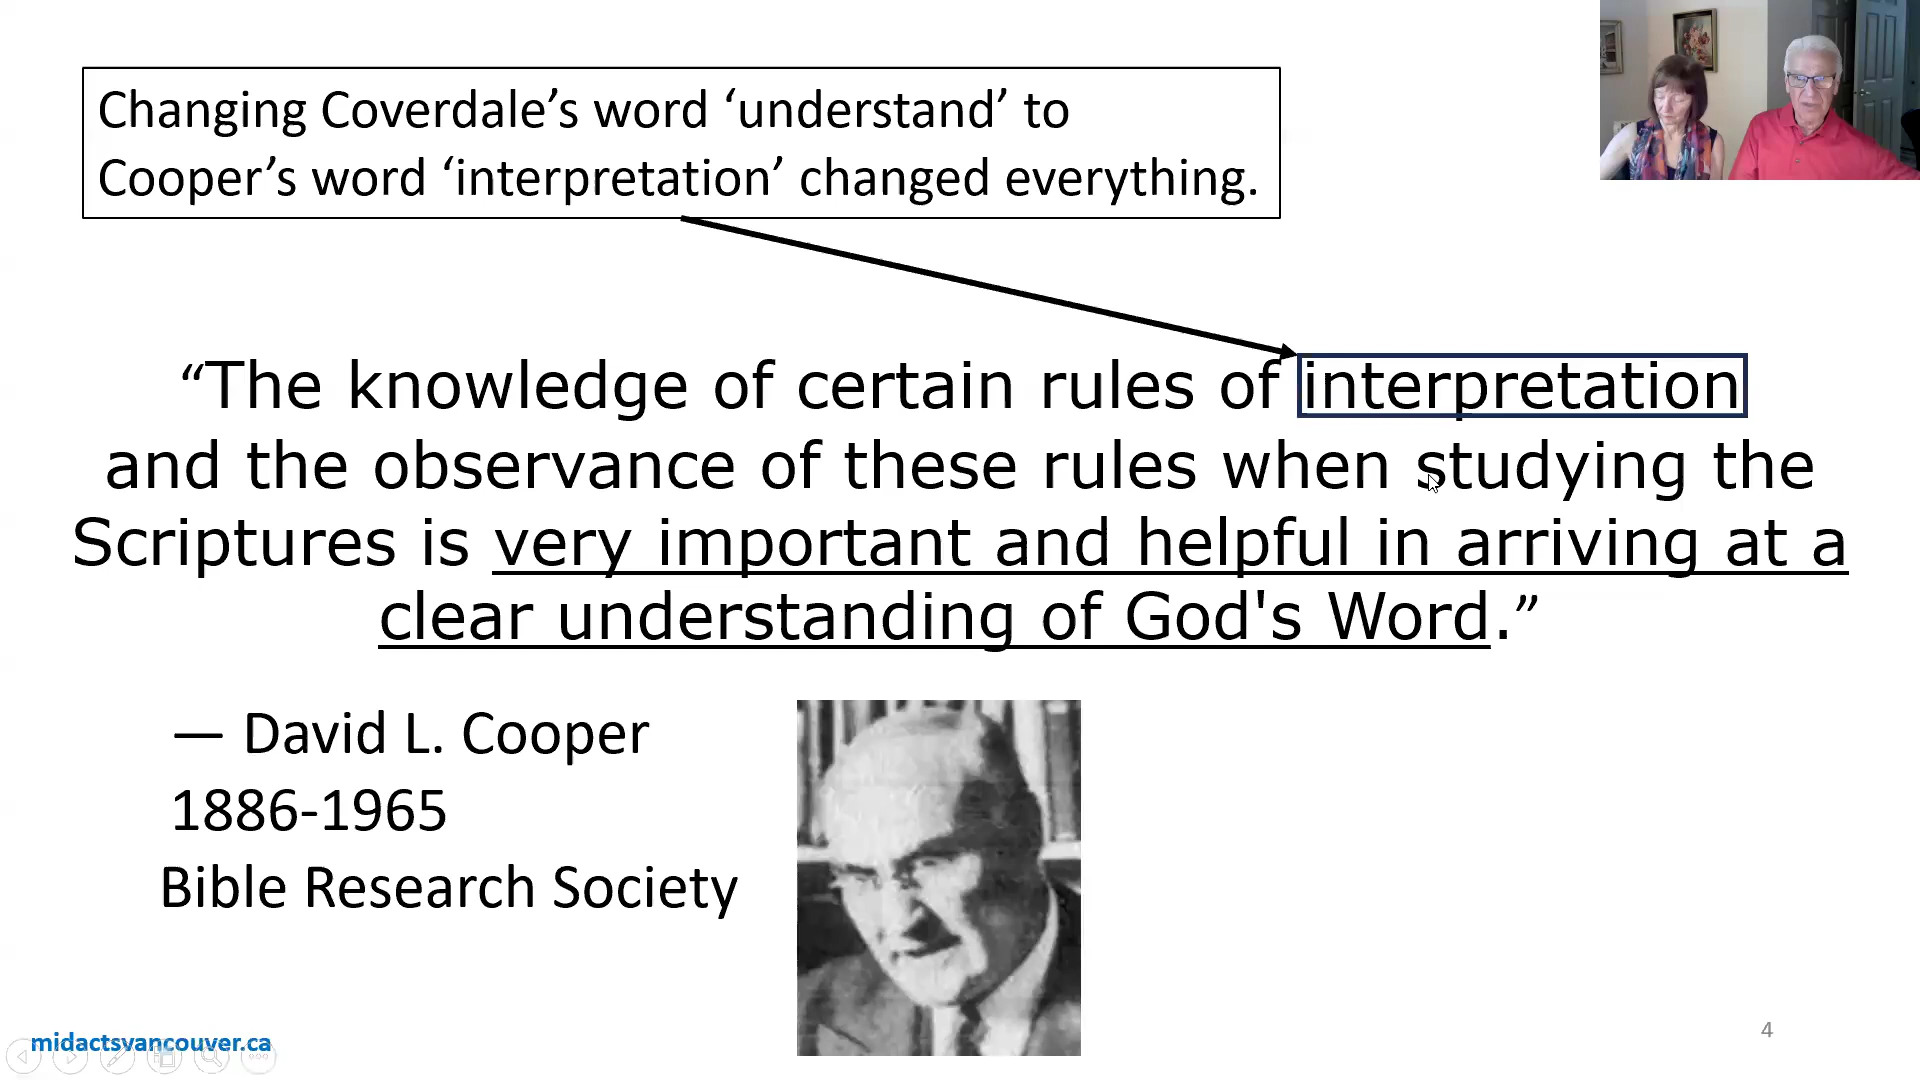 Changing Coverdale’s word ‘understand’ to
Cooper’s word ‘interpretation’ changed everything.
“The knowledge of certain rules of interpretation
and the observance of these rules when studying the
Scriptures is very important and helpful in arriving at a
clear understanding of God's Word.”
— David L. Cooper
1886-1965
Bible Research Society
midactsvancouver.ca
4